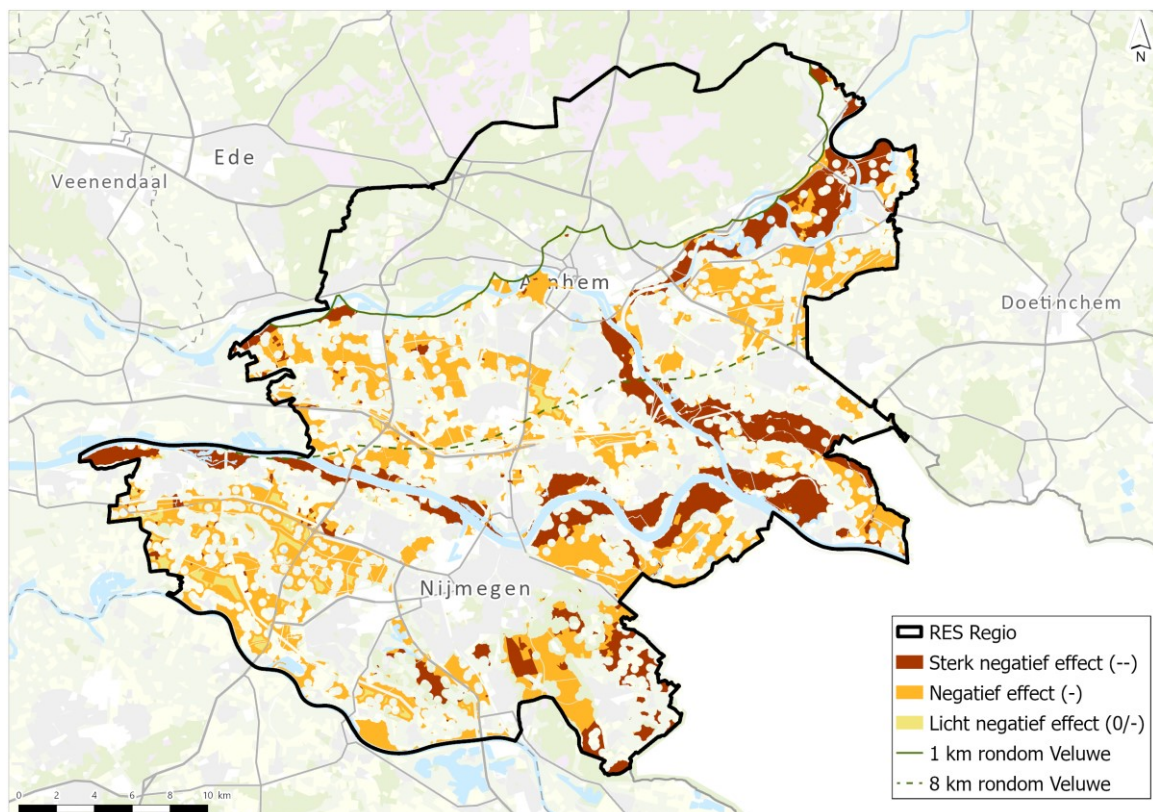 N
Ede
Veenendaal
Arnhem
Doetinchem
Nijmegen
RES Regio
Sterk negatief effect (--)
Negatief effect (-)
Licht negatief effect (0/-)
1 km rondom Veluwe
8 km rondom Veluwe
0 2 4 6 8 10 km